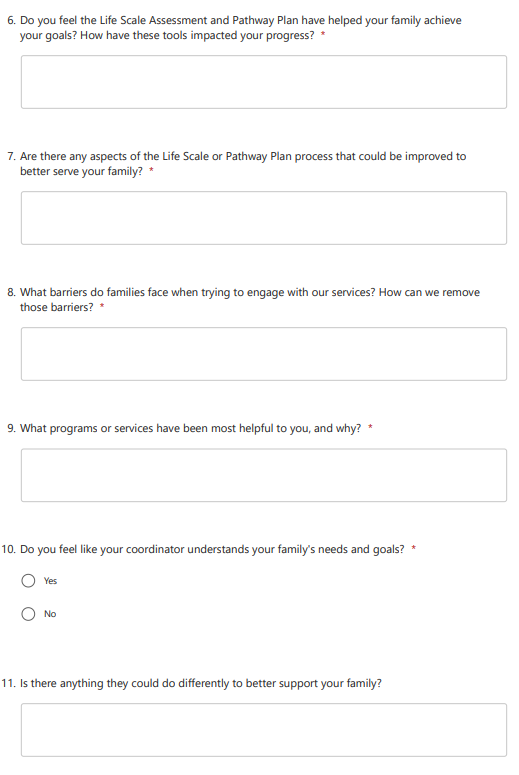 6. Do you feel the Life Scale Assessment and Pathway Plan have helped your family achieve
your goals? How have these tools impacted your progress? *
7. Are there any aspects of the Life Scale or Pathway Plan process that could be improved to
better serve your family? *
8. What barriers do families face when trying to engage with our services? How can we remove
those barriers? *
9. What programs or services have been most helpful to you, and why? *
10. Do you feel like your coordinator understands your family's needs and goals? *
Yes
No
11. Is there anything they could do differently to better support your family?